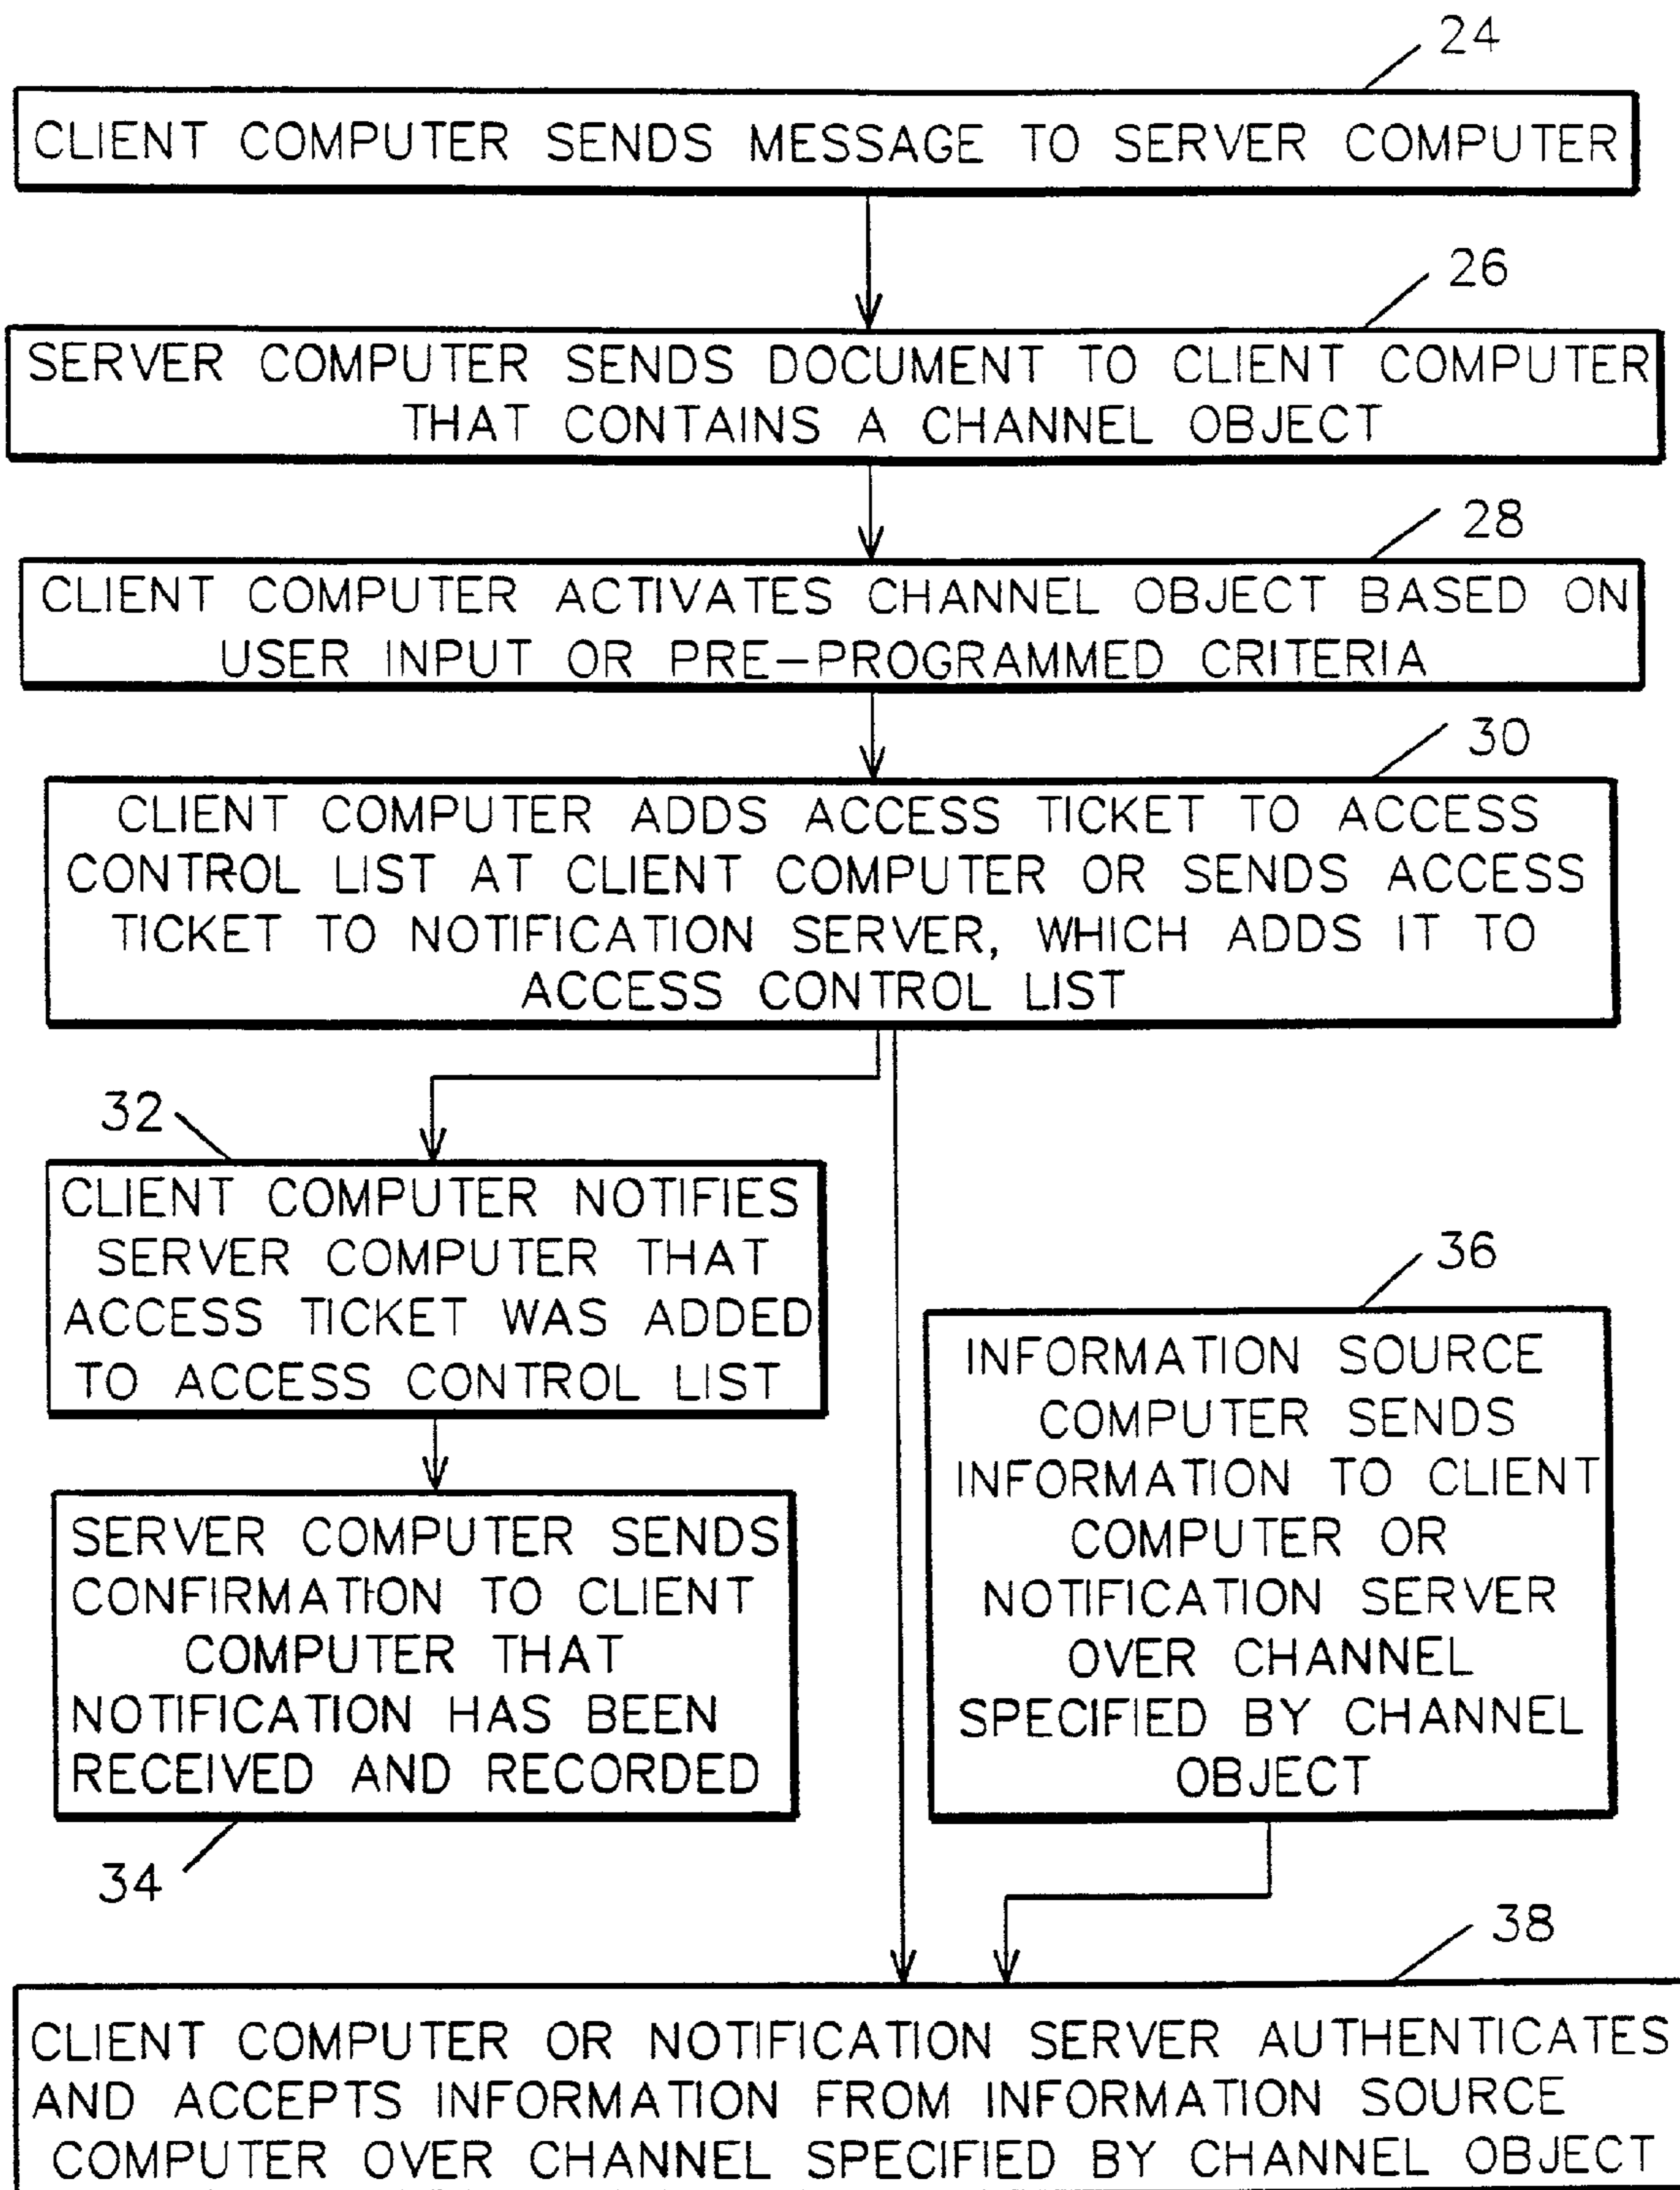 24
CLIENT COMPUTER SENDS MESSAGE TO SERVER COMPUTER
26
SERVER COMPUTER SENDS DOCUMENT TO CLIENT COMPUTER
THAT CONTAINS A CHANNEL OBJECT
28
CLIENT COMPUTER ACTIVATES CHANNEL OBJECT BASED ON
USER INPUT OR PRE-PROGRAMMED CRITERIA
30
CLIENT COMPUTER ADDS ACCESS TICKET TO ACCESS
CONTROL LIST AT CLIENT COMPUTER OR SENDS ACCESS
TICKET TO NOTIFICATION SERVER, WHICH ADDS IT TO
ACCESS CONTROL LIST
32
CLIENT COMPUTER NOTIFIES
SERVER COMPUTER THAT
ACCESS TICKET WAS ADDED
TO ACCESS CONTROL LIST
SERVER COMPUTER SENDS
CONFIRMATION TO CLIENT
COMPUTER THAT
NOTIFICATION HAS BEEN
RECEIVED AND RECORDED
34
36
INFORMATION SOURCE
COMPUTER SENDS
INFORMATION TO CLIENT
COMPUTER OR
NOTIFICATION SERVER
OVER CHANNEL
SPECIFIED BY CHANNEL
OBJECT
38
CLIENT COMPUTER OR NOTIFICATION SERVER AUTHENTICATES
AND ACCEPTS INFORMATION FROM INFORMATION SOURCE
COMPUTER OVER CHANNEL SPECIFIED BY CHANNEL OBJECT